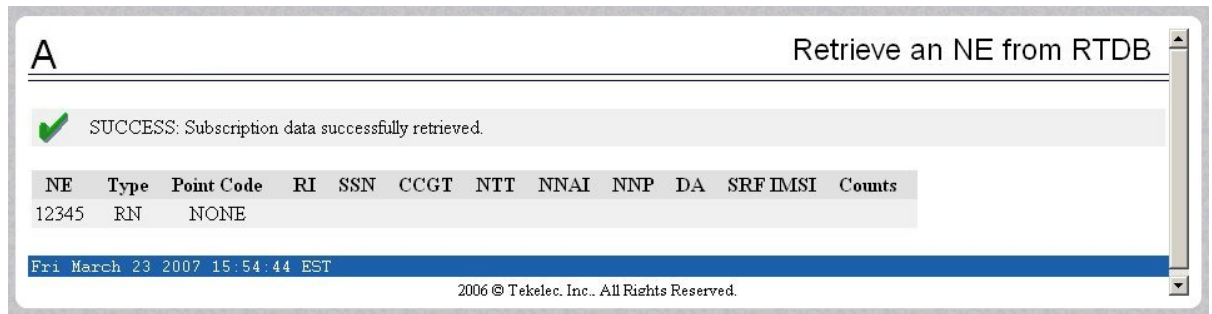 A
Retrieve an NE from RTDB
SUCCESS: Subscription data successfully retrieved.
NE Type Point Code RI SSN CCGT NTT NNAI NNP DA SRF IMSI Counts
12345 RN NONE
Fri March 23 2007 15:54:44 EST
2006 © Tekelec, Inc., All Rights Reserved.